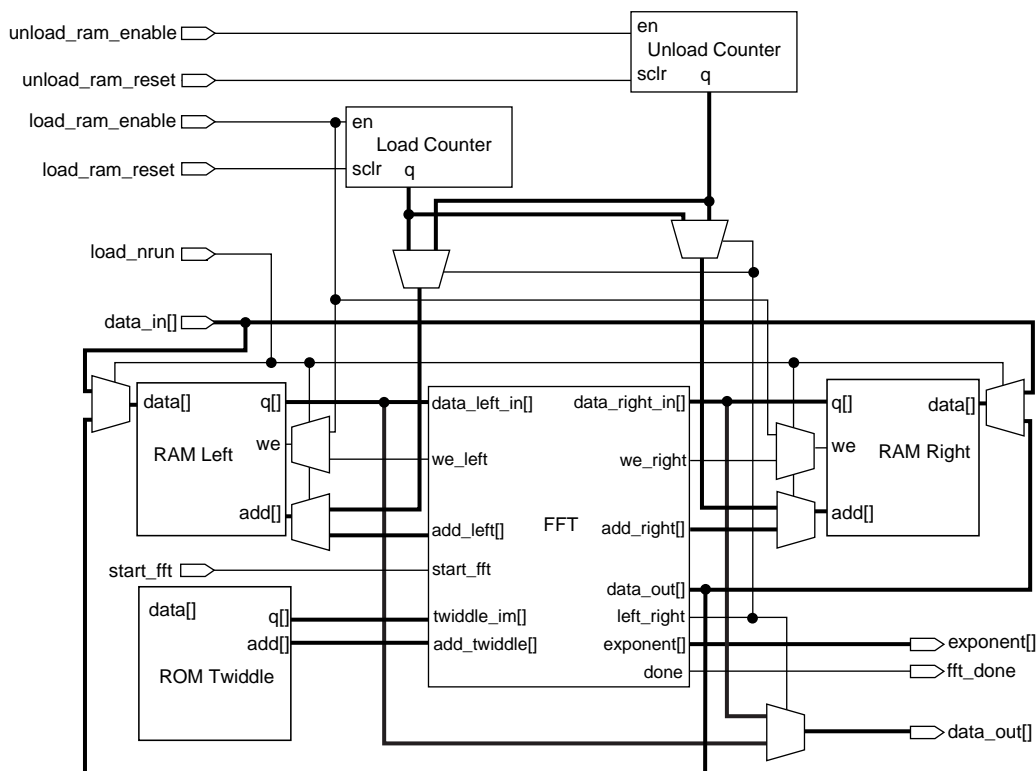 unload_ram_enable
en
Unload Counter
unload_ram_reset
sclr q
load_ram_enable
en
Load Counter
load_ram_reset
sclr q
load_nrun
data_in[]
data[] q[]
we
RAM Left
add[]
data_left_in[] data_right_in[]
we_left we_right
FFT
add_left[] add_right[]
start_fft
data_out[]
left_right
twiddle_im[] exponent[]
add_twiddle[]
done
q[] data[]
we
RAM Right
add[]
start_fft
data[]
q[]
add[]
ROM Twiddle
exponent[]
fft_done
data_out[]